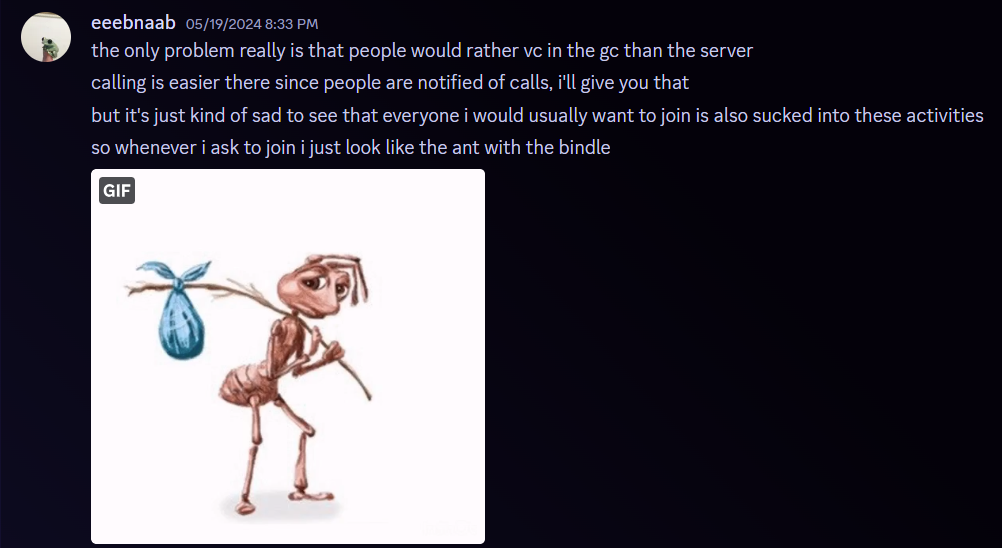 eeebnaab 05/19/2024 8:33 PM
the only problem really is that people would rather vc in the gc than the server
calling is easier there since people are notified of calls, i'll give you that
but it's just kind of sad to see that everyone i would usually want to join is also sucked into these activities
so whenever i ask to join i just look like the ant with the bindle
GIF